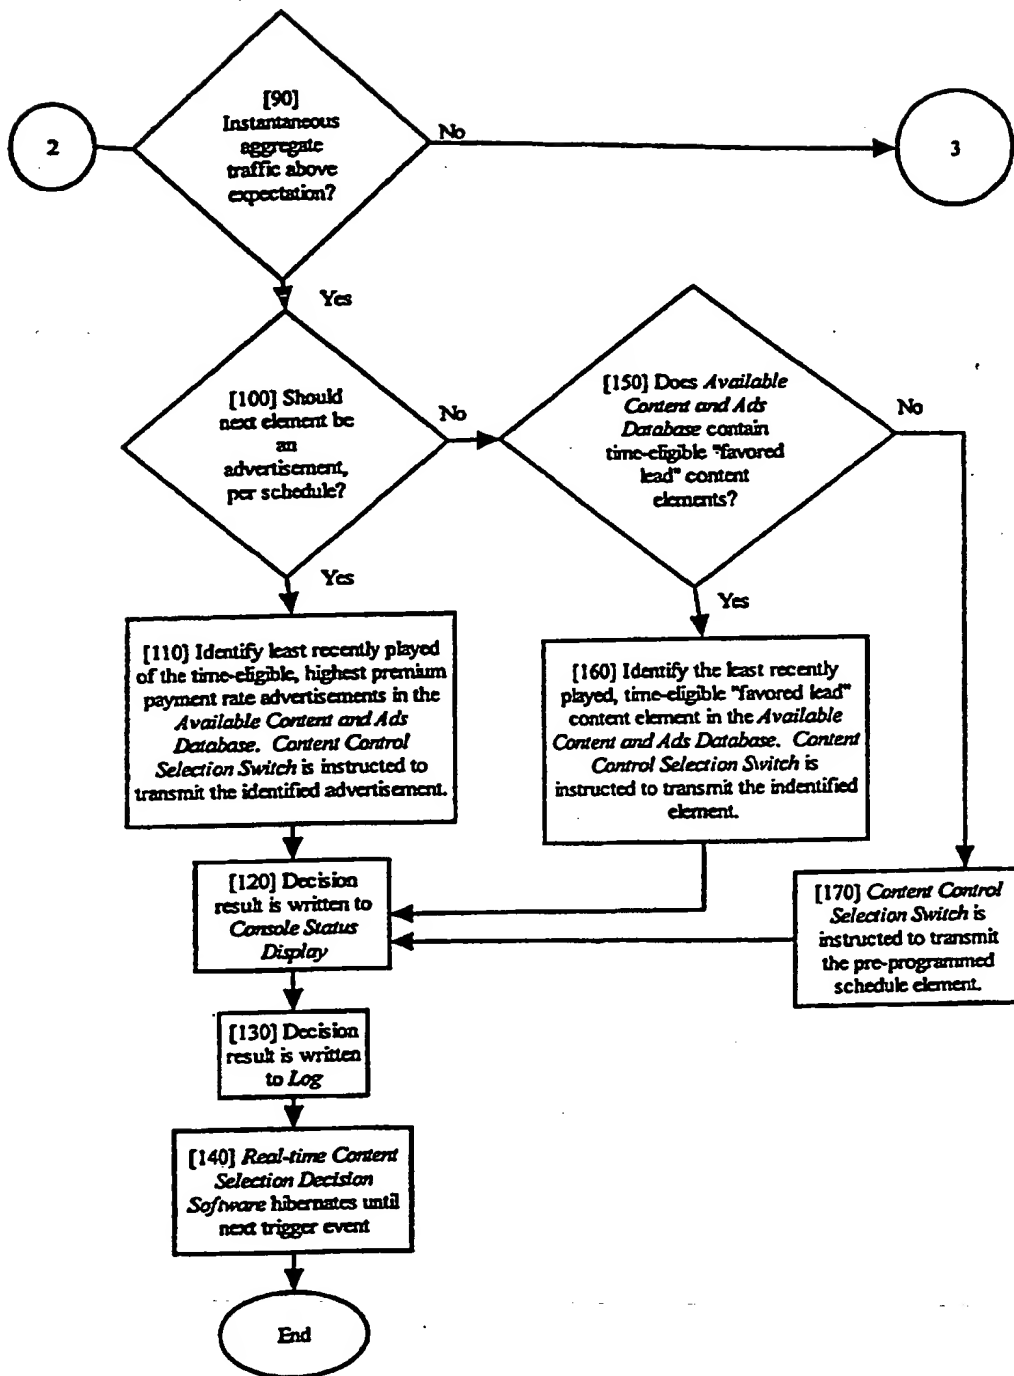 2
[90]
Instantaneous
aggregate
traffic above
expectation?
No
3
Yes
[100] Should
next element be
an
advertisement,
per schedule?
No
[150] Does Available
Content and Ads
Database contain
time-eligible "favored
lead" content
elements?
No
Yes
Yes
[110] Identify least recently played
of the time-eligible, highest premium
payment rate advertisements in the
Available Content and Ads
Database. Content Control
Selection Switch is instructed to
transmit the identified advertisement.
[160] Identify the least recently
played, time-eligible "favored lead"
content element in the Available
Content and Ads Database. Content
Control Selection Switch is
instructed to transmit the indentified
element.
[120] Decision
result is written to
Console Status
Display
[170] Content Control
Selection Switch is
instructed to transmit
the pre-programmed
schedule element.
[130] Decision
result is written
to Log
[140] Real-time Content
Selection Decision
Software hibernates until
next trigger event
End